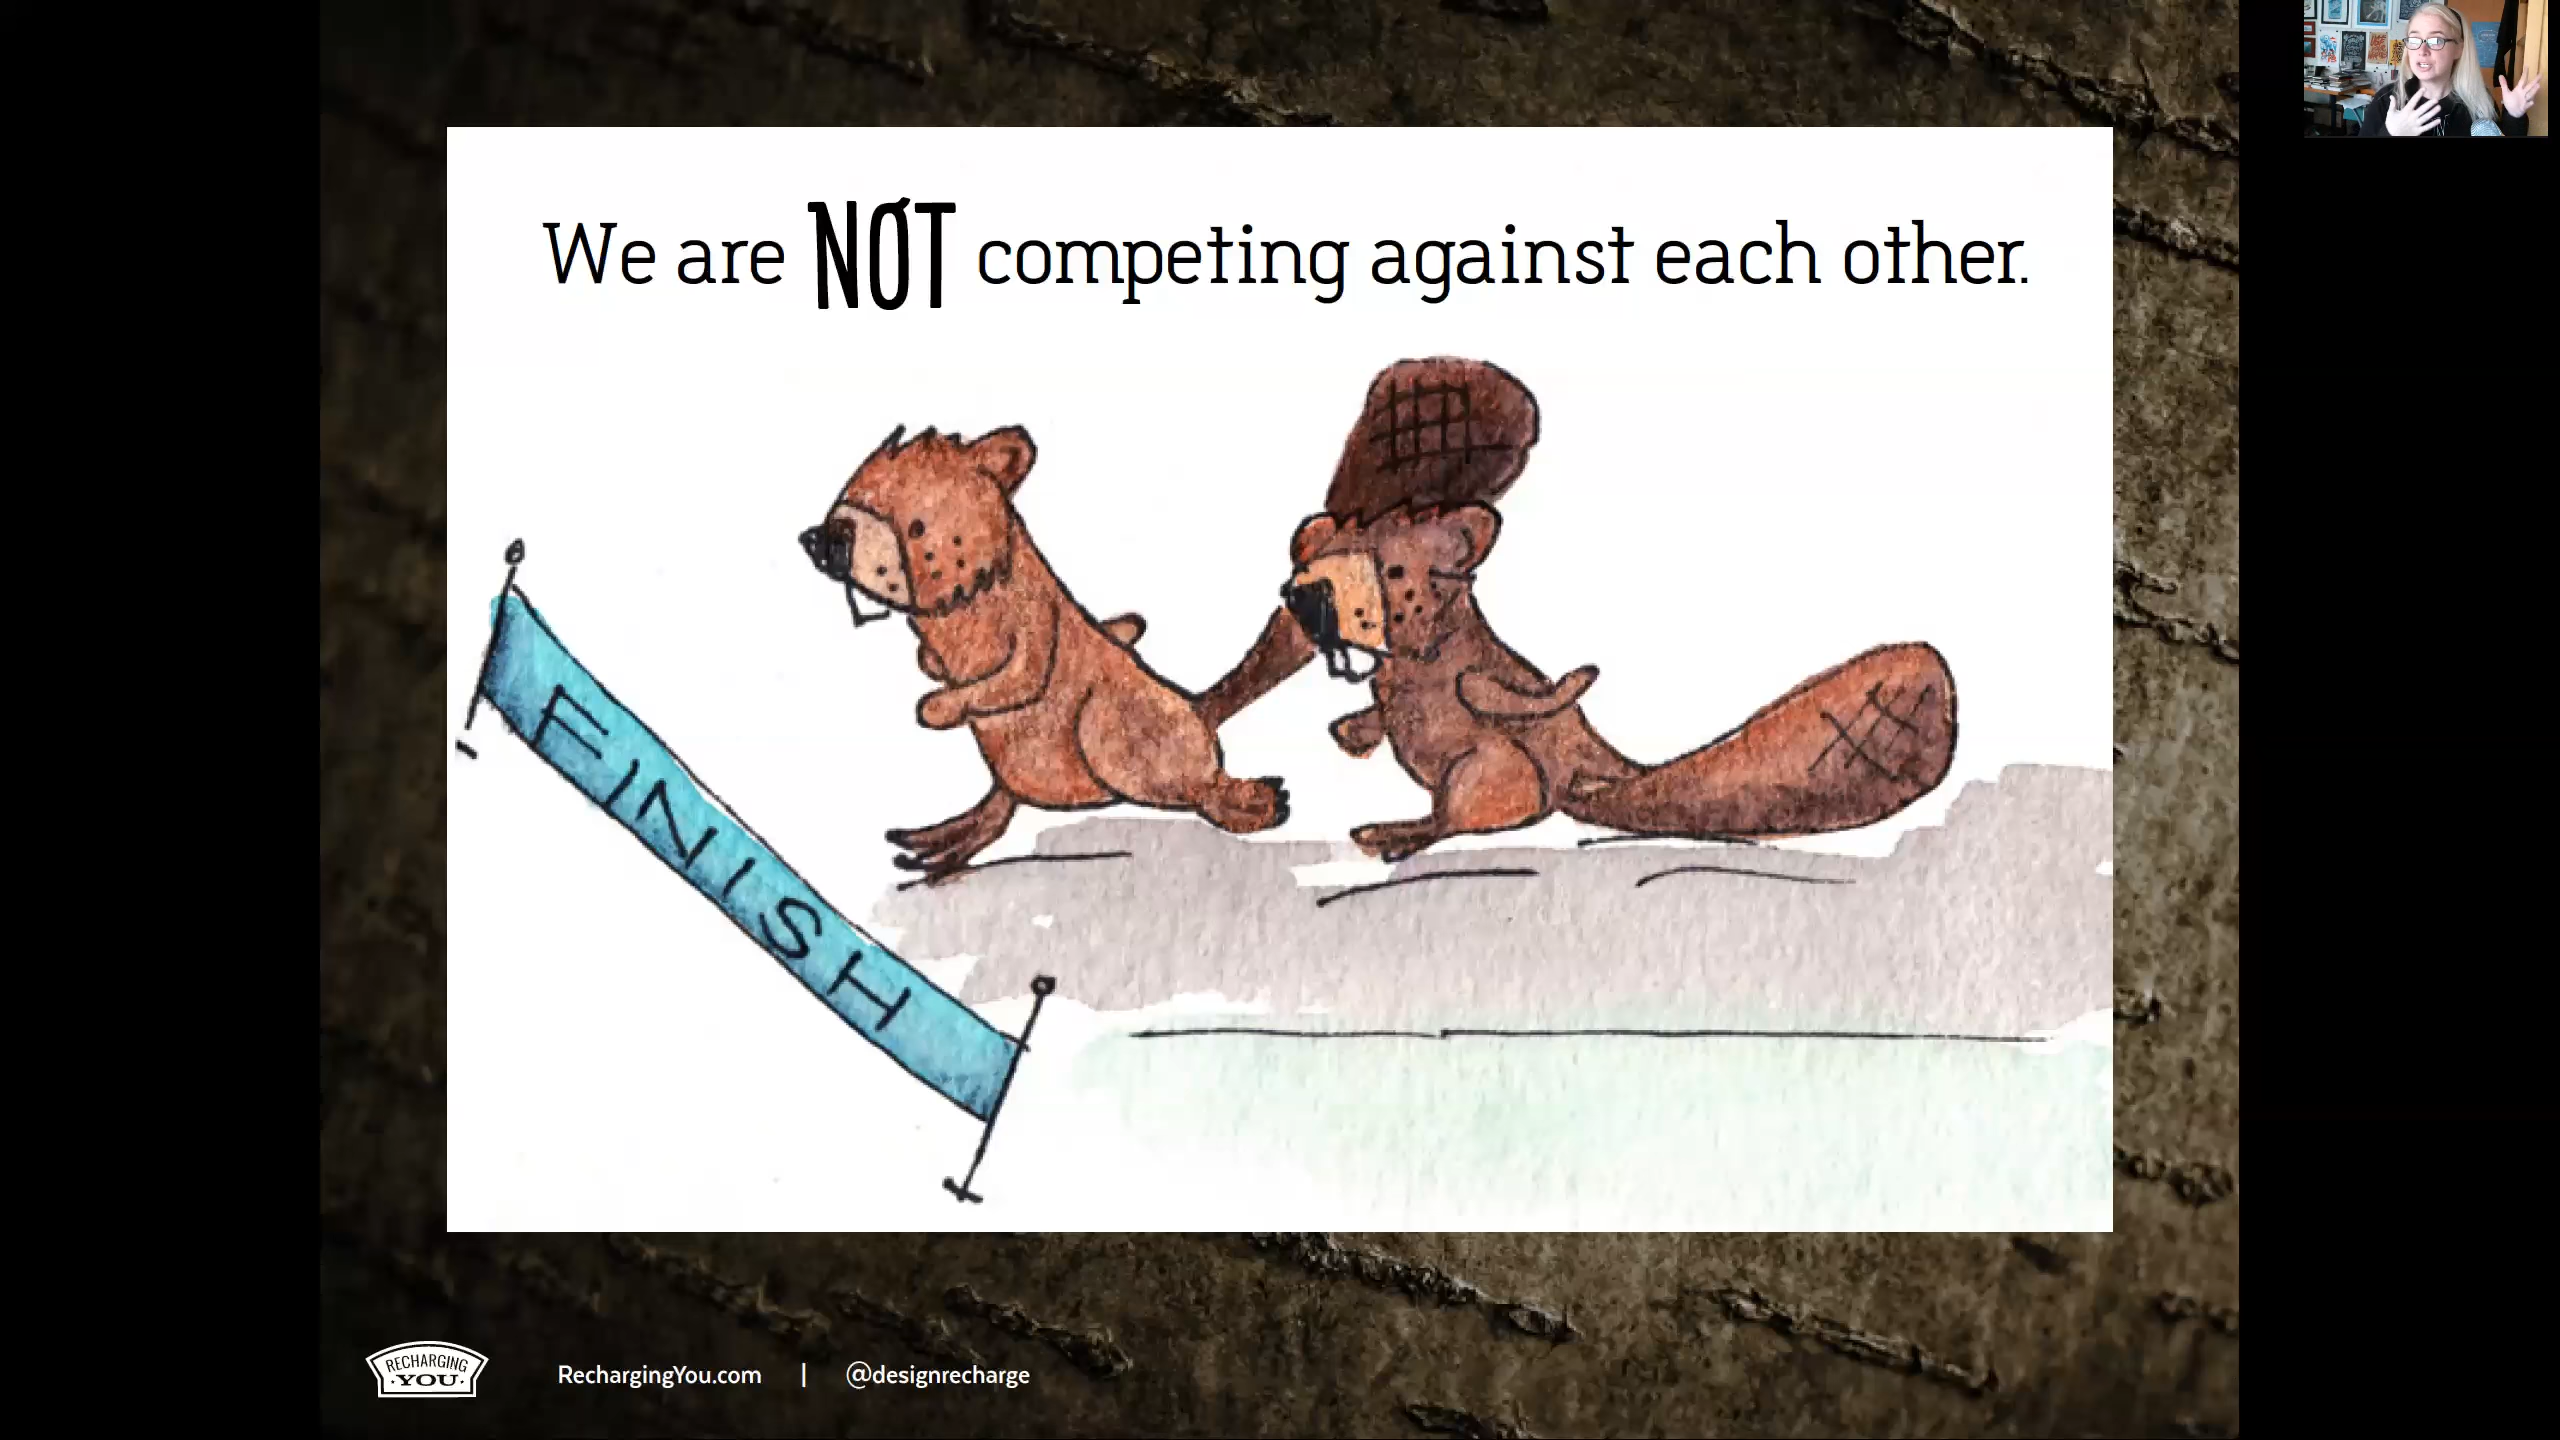 We are NOT competing against each other.
FINISH
RECHARGING
·YOU·
RechargingYou.com | @designrecharge